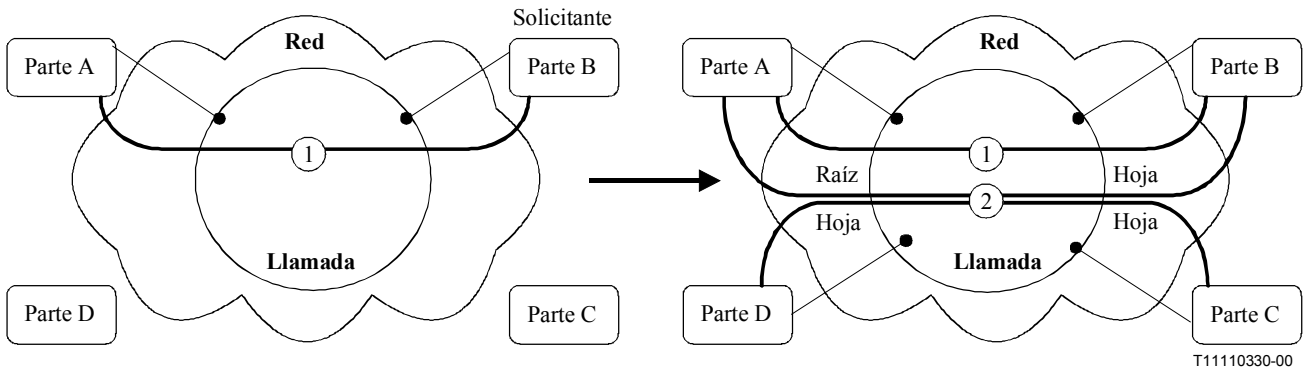 Solicitante
Red
Parte A
Parte B
1
Llamada
Parte D
Parte C
Red
Parte A
Parte B
1
Raíz
Hoja
2
Hoja
Hoja
Llamada
Parte D
Parte C
T11110330-00